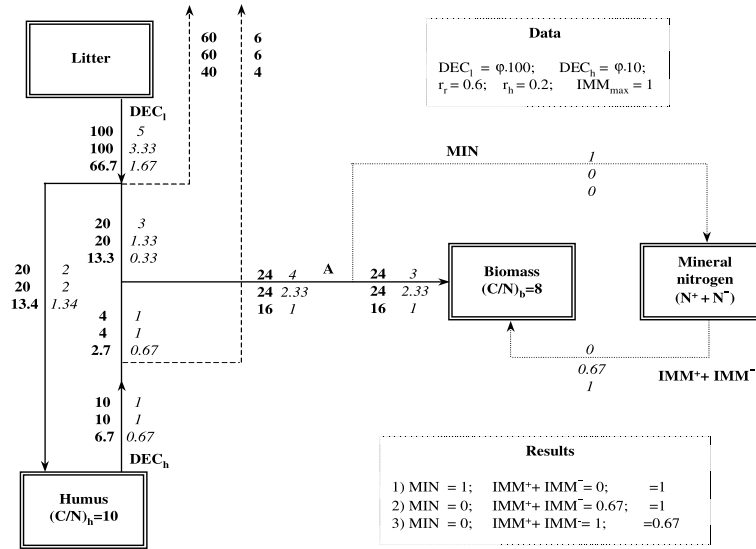 60 6
60 6
40 4
Litter
Data
DEC_l = φ.100; DEC_h = φ.10;
r_r = 0.6; r_h = 0.2; IMM_max = 1
DEC_l
100 5
100 3.33
66.7 1.67
MIN
1
0
0
20 3
20 1.33
13.3 0.33
20 2
20 2
13.4 1.34
A
24 4
24 2.33
16 1
24 3
24 2.33
16 1
Biomass
(C/N)_b=8
Mineral
nitrogen
(N⁺ + N⁻)
4 1
4 1
2.7 0.67
0
0.67
1
IMM⁺+ IMM⁻
10 1
10 1
6.7 0.67
DEC_h
Humus
(C/N)_h=10
Results
1) MIN = 1; IMM⁺+ IMM⁻= 0; =1
2) MIN = 0; IMM⁺+ IMM⁻= 0.67; =1
3) MIN = 0; IMM⁺+ IMM⁻= 1; =0.67